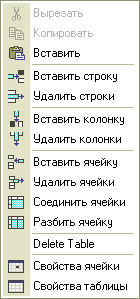 Вырезать
Копировать
Вставить
Вставить строку
Удалить строки
Вставить колонку
Удалить колонки
Вставить ячейку
Удалить ячейки
Соединить ячейки
Разбить ячейку
Delete Table
Свойства ячейки
Свойства таблицы